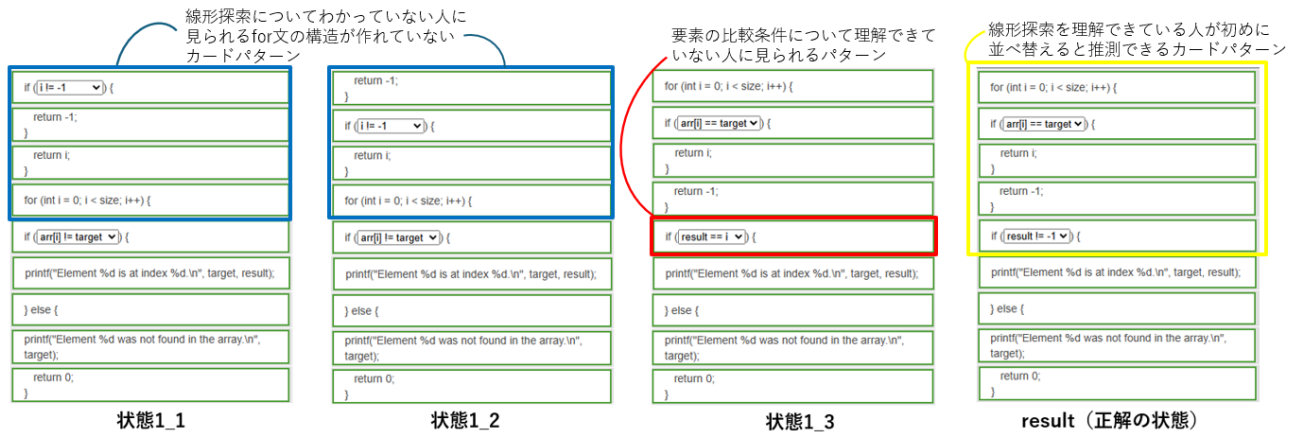 線形探索についてわかっていない人に
見られるfor文の構造が作れていない
カードパターン
要素の比較条件について理解できて
いない人に見られるパターン
線形探索を理解できている人が初めに
並べ替えると推測できるカードパターン
if (i != -1) {
return -1;
}
return i;
}
for (int i = 0; i < size; i++) {
if (arr[i] != target) {
printf("Element %d is at index %d.\n", target, result);
} else {
printf("Element %d was not found in the array.\n",
target);
return 0;
}
状態1_1
return -1;
}
if (i != -1) {
return i;
}
for (int i = 0; i < size; i++) {
if (arr[i] != target) {
printf("Element %d is at index %d.\n", target, result);
} else {
printf("Element %d was not found in the array.\n",
target);
return 0;
}
状態1_2
for (int i = 0; i < size; i++) {
if (arr[i] == target) {
return i;
}
return -1;
}
if (result == i) {
printf("Element %d is at index %d.\n", target, result);
} else {
printf("Element %d was not found in the array.\n",
target);
return 0;
}
状態1_3
for (int i = 0; i < size; i++) {
if (arr[i] == target) {
return i;
}
return -1;
}
if (result != -1) {
printf("Element %d is at index %d.\n", target, result);
} else {
printf("Element %d was not found in the array.\n",
target);
return 0;
}
result（正解の状態）